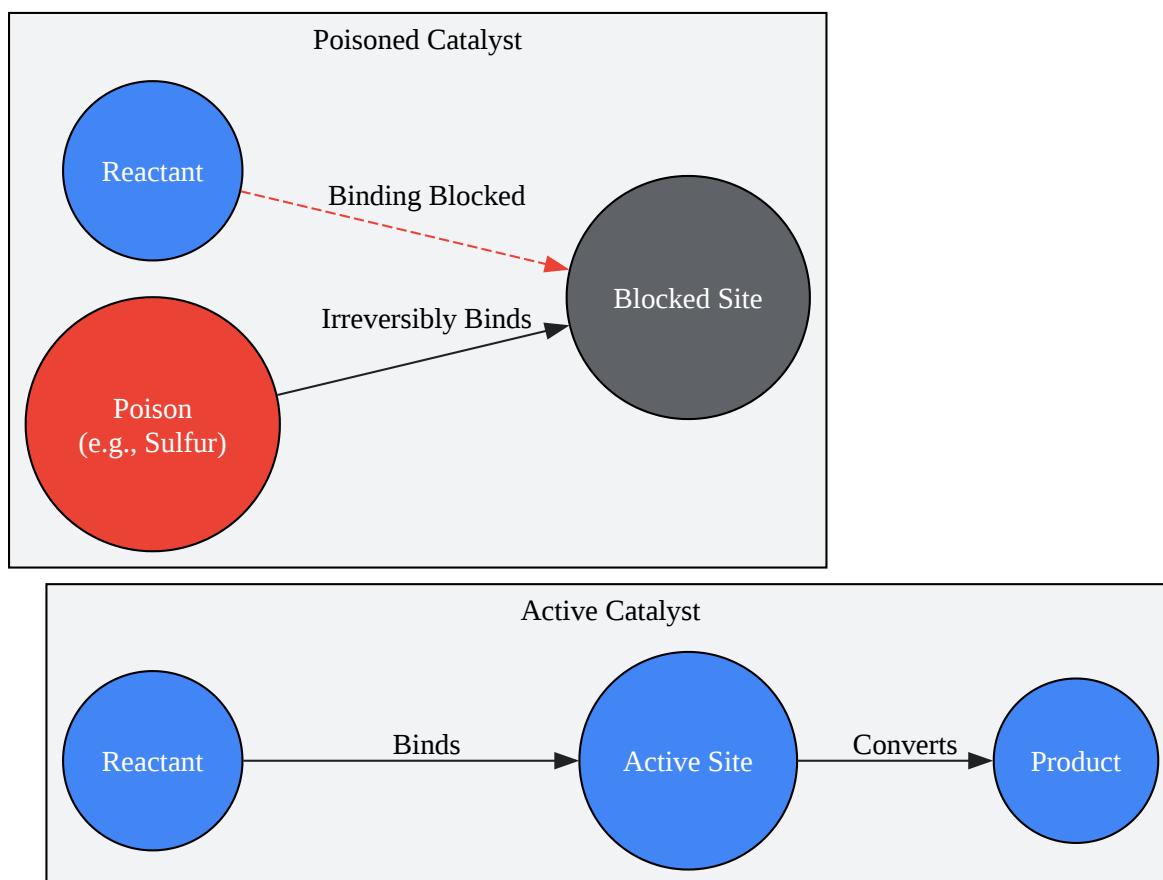 Poisoned Catalyst
Reactant
Binding Blocked
Blocked Site
Irreversibly Binds
Poison
(e.g., Sulfur)
Active Catalyst
Reactant
Binds
Active Site
Converts
Product